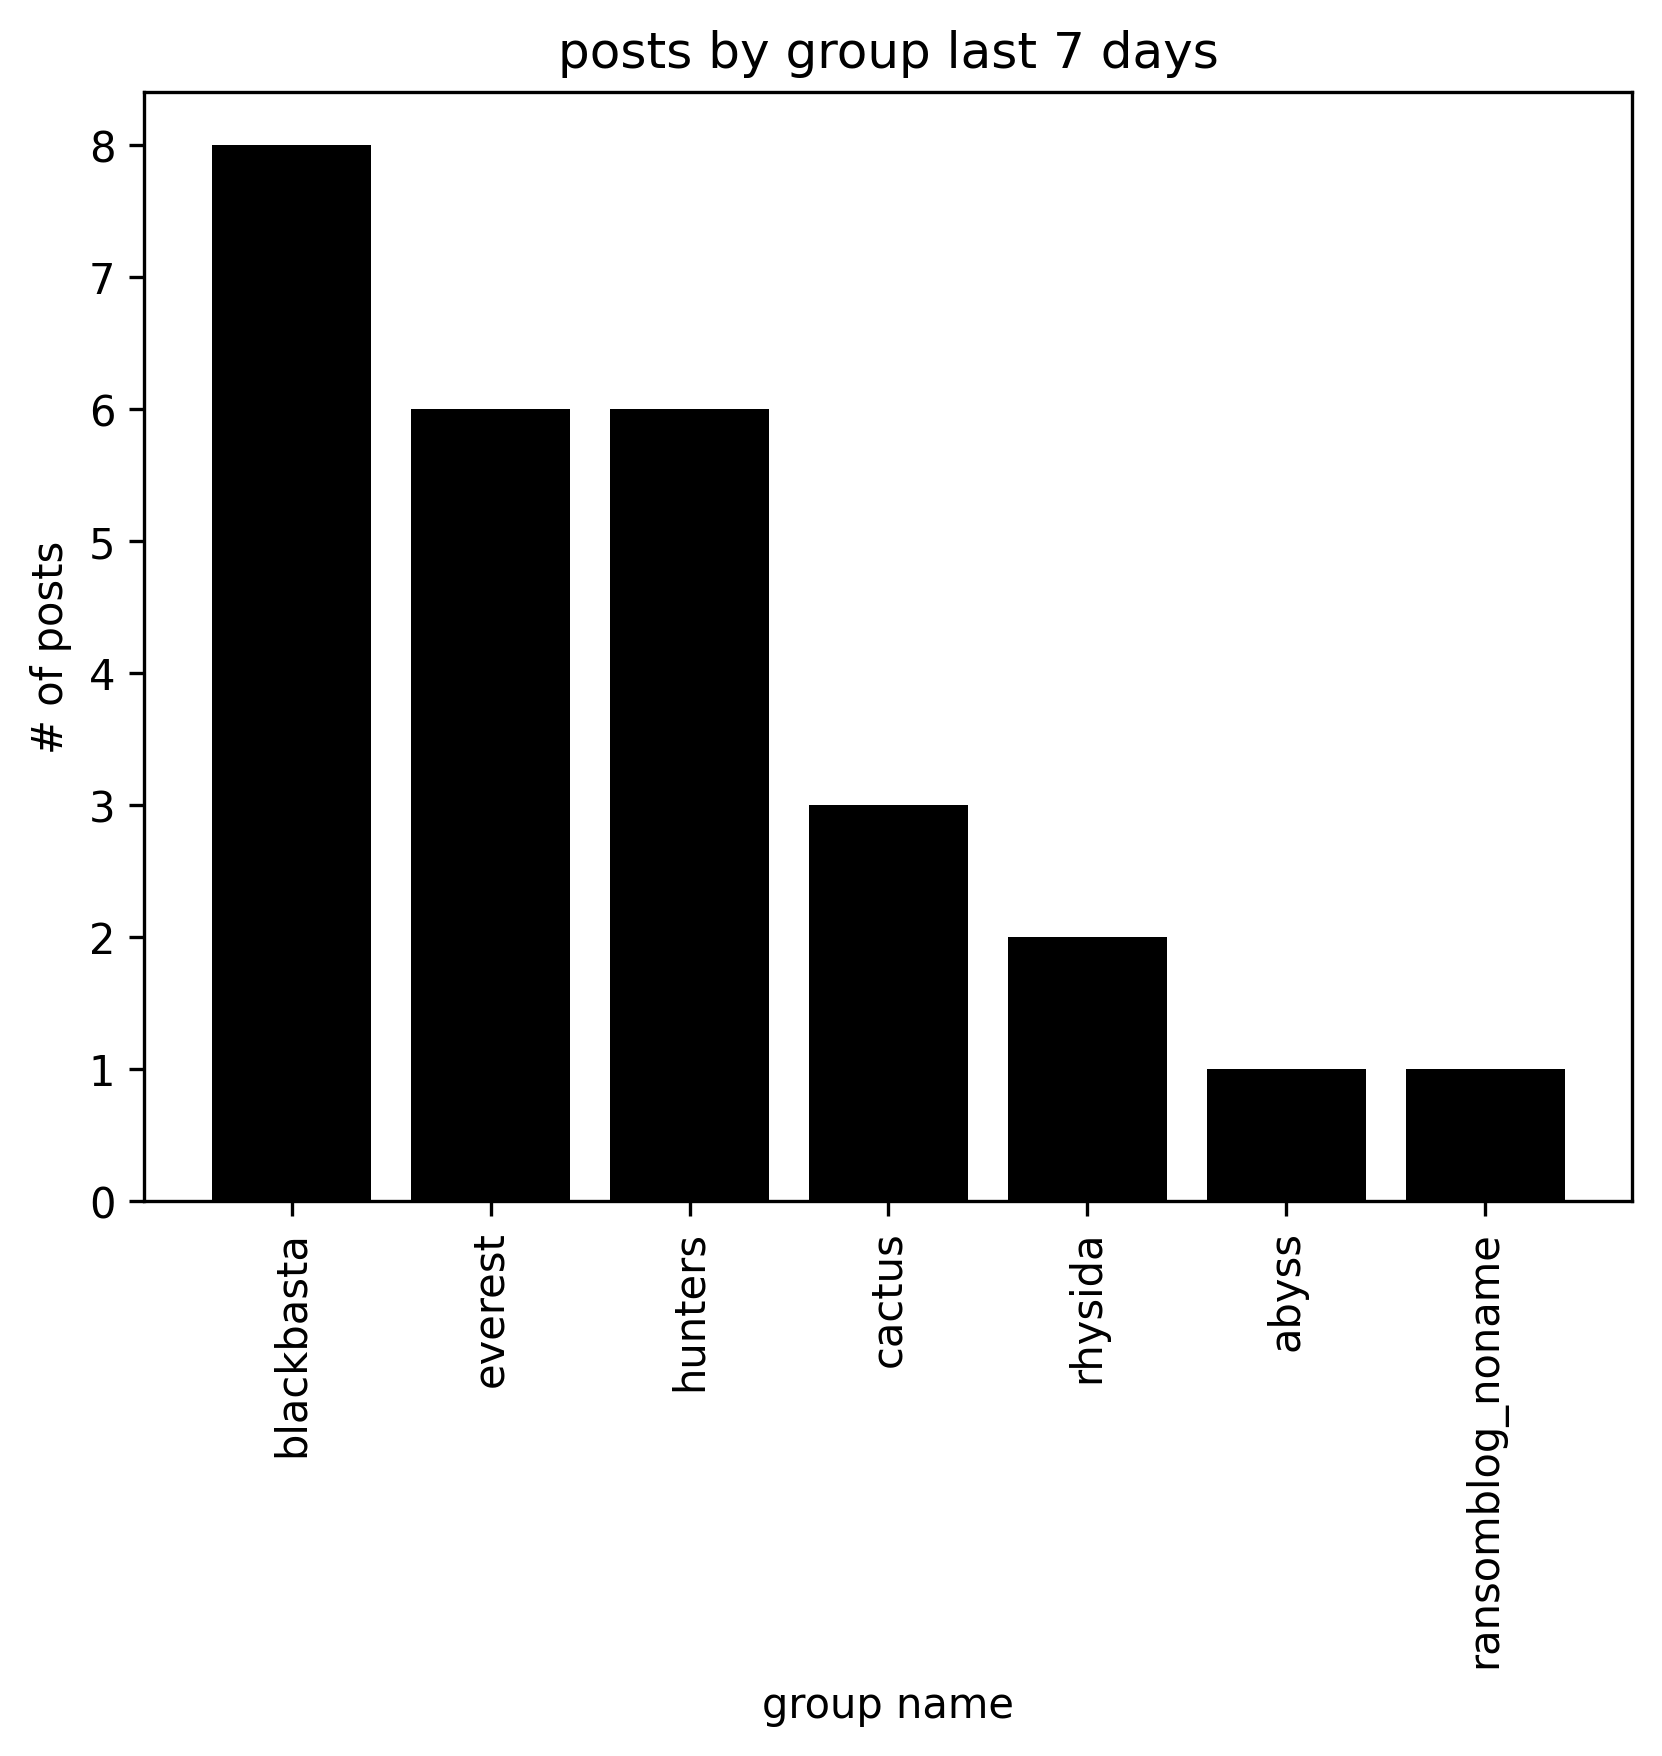 posts by group last 7 days
# of posts
8
7
6
5
4
3
2
1
0
blackbasta
everest
hunters
cactus
rhysida
abyss
ransomblog_noname
group name